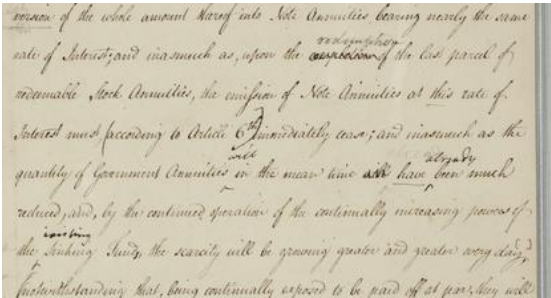 version of the whole amount thereof into Note Annuities bearing nearly the same
redemption
rate of Interest; and inasmuch as, upon the of the last parcel of
redeemable Stock Annuities, the emission of Note Annuities at this rate of
Interest must (according to Article 6th) immediately cease; and inasmuch as the
will already
quantity of Government Annuities in the mean time have been much
reduced, and, by the continued operation of the continually increasing powers of
existing
the Sinking Fund, the scarcity will be growing greater and greater every day,
(notwithstanding that, being continually exposed to be paid off at par, they will